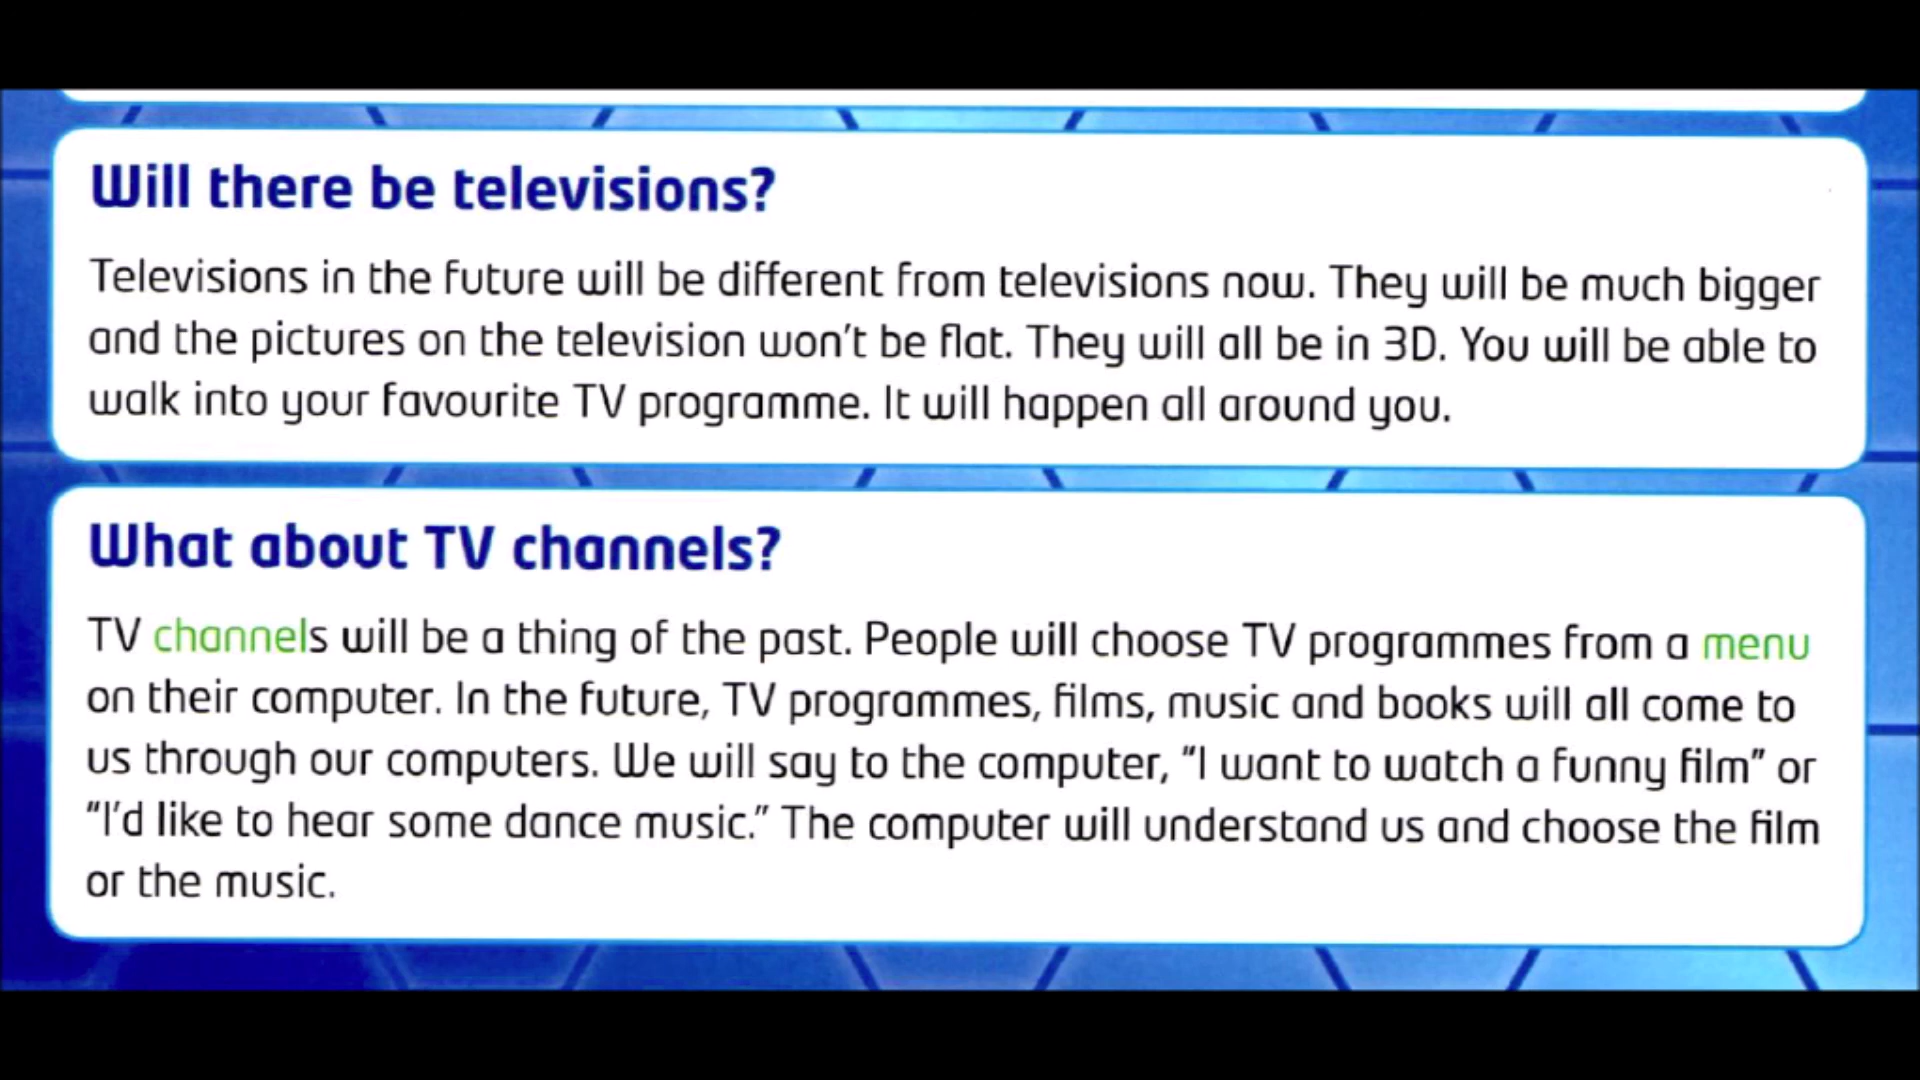 Will there be televisions?
Televisions in the future will be different from televisions now. They will be much bigger
and the pictures on the television won't be flat. They will all be in 3D. You will be able to
walk into your favourite TV programme. It will happen all around you.
What about TV channels?
TV channels will be a thing of the past. People will choose TV programmes from a menu
on their computer. In the future, TV programmes, films, music and books will all come to
us through our computers. We will say to the computer, "I want to watch a funny film" or
"I'd like to hear some dance music." The computer will understand us and choose the film
or the music.